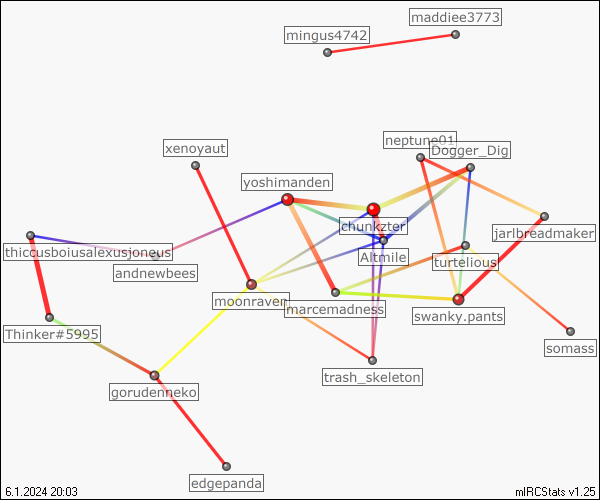 maddiee3773
mingus4742
neptune01
xenoyaut
Dogger_Dig
yoshimanden
chunkzter
jarlbreadmaker
thiccusboiusalexusjonesus
Altmile
turtelious
andnewbees
moonraven
marcemadness
swanky.pants
Thinker#5995
somass
trash_skeleton
gorudenneko
edgepanda
6.1.2024 20:03
mIRCStats v1.25